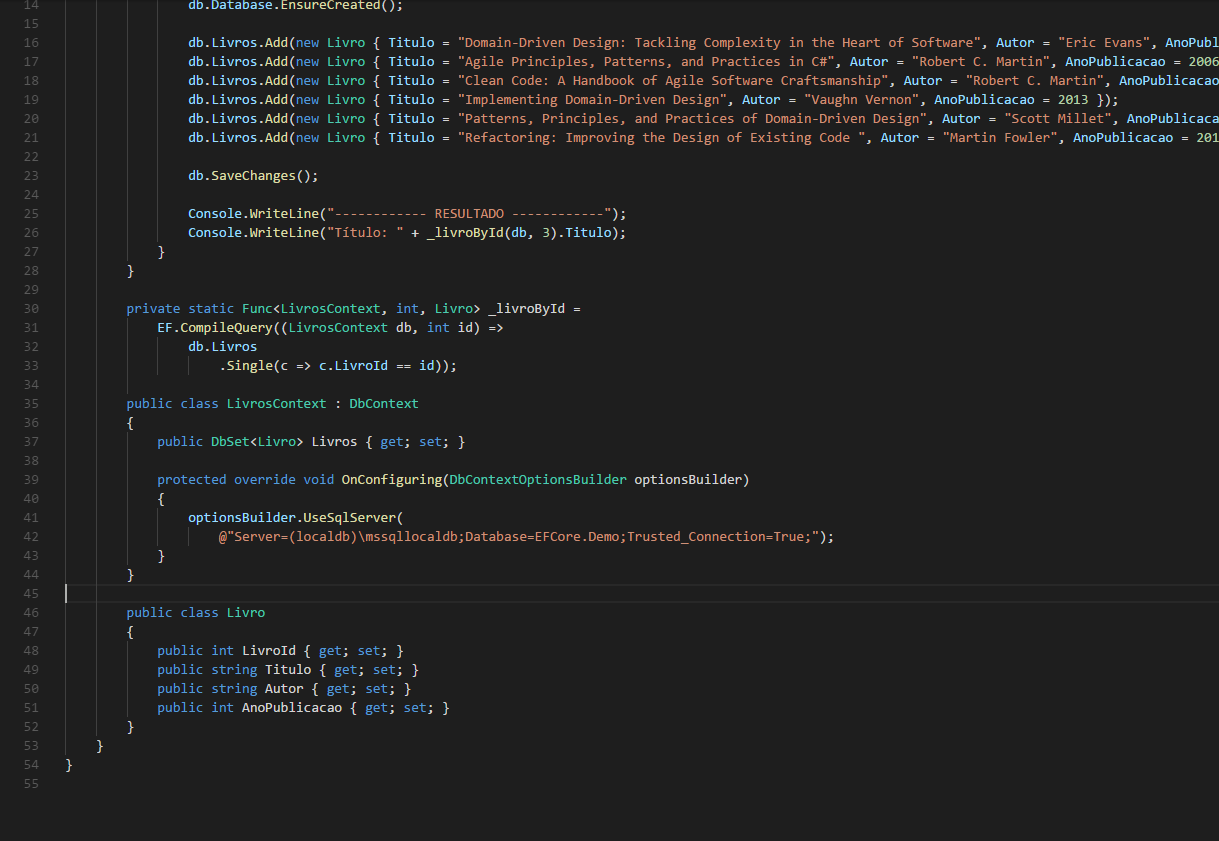 14 db.Database.EnsureCreated();
15
16 db.Livros.Add(new Livro { Titulo = "Domain-Driven Design: Tackling Complexity in the Heart of Software", Autor = "Eric Evans", AnoPubl
17 db.Livros.Add(new Livro { Titulo = "Agile Principles, Patterns, and Practices in C#", Autor = "Robert C. Martin", AnoPublicacao = 2006
18 db.Livros.Add(new Livro { Titulo = "Clean Code: A Handbook of Agile Software Craftsmanship", Autor = "Robert C. Martin", AnoPublicacao
19 db.Livros.Add(new Livro { Titulo = "Implementing Domain-Driven Design", Autor = "Vaughn Vernon", AnoPublicacao = 2013 });
20 db.Livros.Add(new Livro { Titulo = "Patterns, Principles, and Practices of Domain-Driven Design", Autor = "Scott Millet", AnoPublicaca
21 db.Livros.Add(new Livro { Titulo = "Refactoring: Improving the Design of Existing Code ", Autor = "Martin Fowler", AnoPublicacao = 201
22
23 db.SaveChanges();
24
25 Console.WriteLine("------------ RESULTADO ------------");
26 Console.WriteLine("Título: " + _livroById(db, 3).Titulo);
27 }
28 }
29
30 private static Func<LivrosContext, int, Livro> _livroById =
31 EF.CompileQuery((LivrosContext db, int id) =>
32 db.Livros
33 .Single(c => c.LivroId == id));
34
35 public class LivrosContext : DbContext
36 {
37 public DbSet<Livro> Livros { get; set; }
38
39 protected override void OnConfiguring(DbContextOptionsBuilder optionsBuilder)
40 {
41 optionsBuilder.UseSqlServer(
42 @"Server=(localdb)\mssqllocaldb;Database=EFCore.Demo;Trusted_Connection=True;");
43 }
44 }
45
46 public class Livro
47 {
48 public int LivroId { get; set; }
49 public string Titulo { get; set; }
50 public string Autor { get; set; }
51 public int AnoPublicacao { get; set; }
52 }
53 }
54 }
55